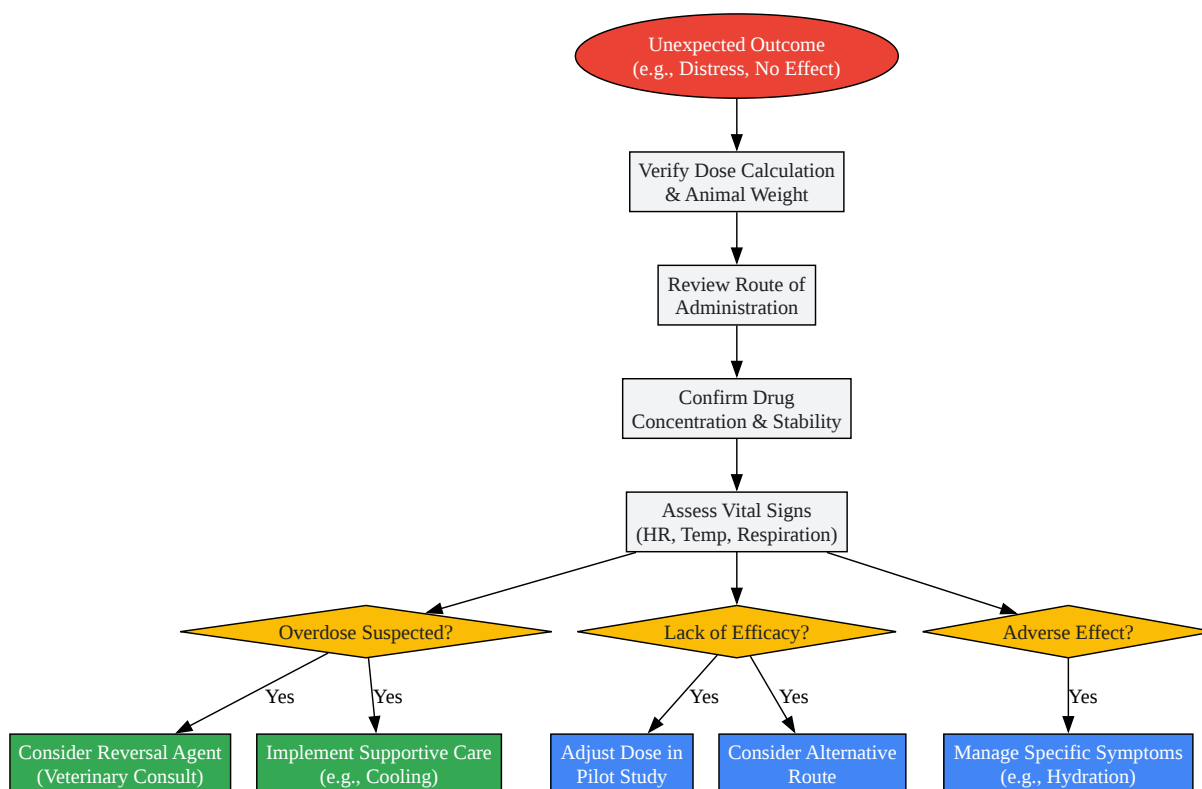 Unexpected Outcome
(e.g., Distress, No Effect)
Verify Dose Calculation
& Animal Weight
Review Route of
Administration
Confirm Drug
Concentration & Stability
Assess Vital Signs
(HR, Temp, Respiration)
Overdose Suspected?
Lack of Efficacy?
Adverse Effect?
Yes
Yes
Yes
Yes
Yes
Consider Reversal Agent
(Veterinary Consult)
Implement Supportive Care
(e.g., Cooling)
Adjust Dose in
Pilot Study
Consider Alternative
Route
Manage Specific Symptoms
(e.g., Hydration)